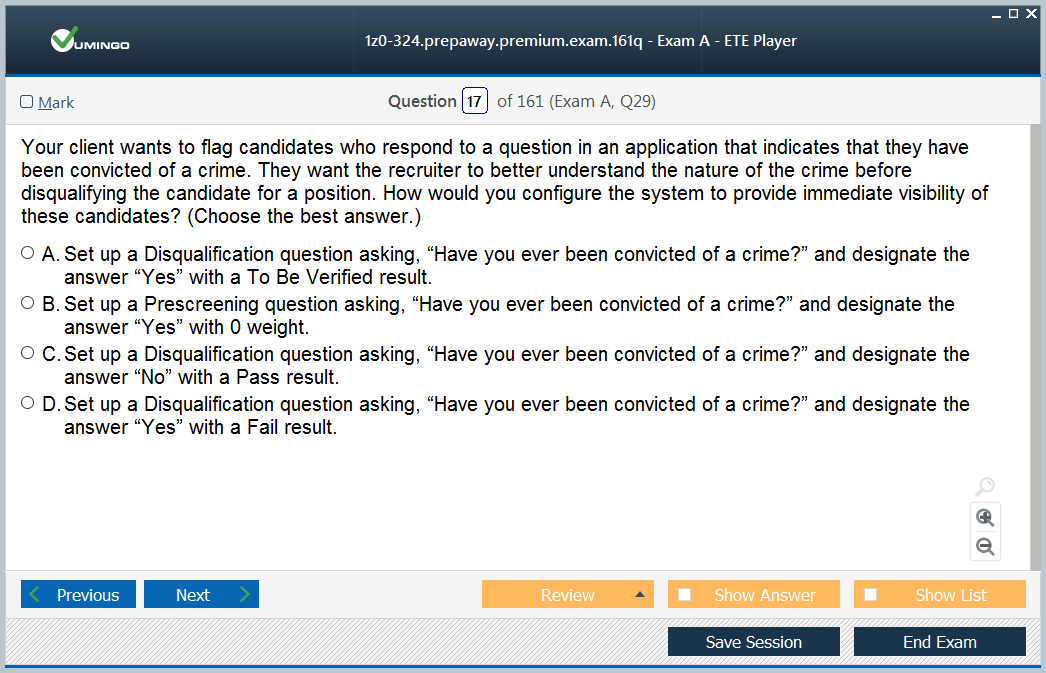 VUMINGO
1z0-324.prepaway.premium.exam.161q - Exam A - ETE Player
Mark
Question 17 of 161 (Exam A, Q29)
Your client wants to flag candidates who respond to a question in an application that indicates that they have
been convicted of a crime. They want the recruiter to better understand the nature of the crime before
disqualifying the candidate for a position. How would you configure the system to provide immediate visibility of
these candidates? (Choose the best answer.)
A. Set up a Disqualification question asking, “Have you ever been convicted of a crime?” and designate the
answer “Yes” with a To Be Verified result.
B. Set up a Prescreening question asking, “Have you ever been convicted of a crime?” and designate the
answer “Yes” with 0 weight.
C. Set up a Disqualification question asking, “Have you ever been convicted of a crime?” and designate the
answer “No” with a Pass result.
D. Set up a Disqualification question asking, “Have you ever been convicted of a crime?” and designate the
answer “Yes” with a Fail result.
Previous Next Review Show Answer Show List
Save Session End Exam